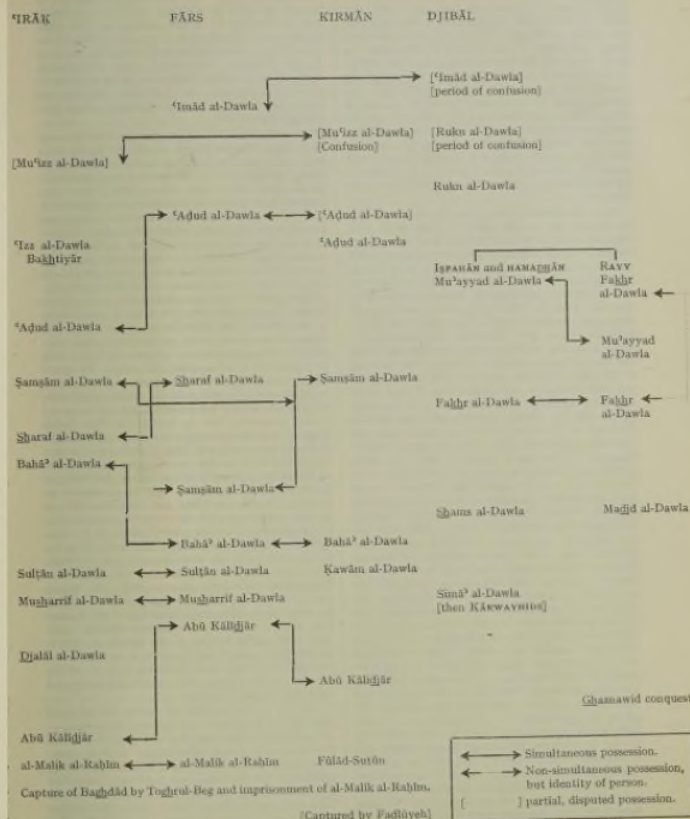 ʿIRĀḲ FĀRS KIRMĀN DJIBĀL
[ʿImād al-Dawla]
[period of confusion]
ʿImād al-Dawla
[Muʿizz al-Dawla] [Rukn al-Dawla]
[Confusion] [period of confusion]
[Muʿizz al-Dawla]
Rukn al-Dawla
ʿAḍud al-Dawla [ʿAḍud al-Dawla]
ʿIzz al-Dawla ʿAḍud al-Dawla
Bakhtiyār
IṢFAHĀN and HAMADHĀN RAYY
Muʾayyad al-Dawla Fakhr
al-Dawla
ʿAḍud al-Dawla
Muʾayyad
al-Dawla
Ṣamṣām al-Dawla Sharaf al-Dawla Ṣamṣām al-Dawla
Fakhr al-Dawla Fakhr
al-Dawla
Sharaf al-Dawla
Bahāʾ al-Dawla
Ṣamṣām al-Dawla
Shams al-Dawla Madjd al-Dawla
Bahāʾ al-Dawla Bahāʾ al-Dawla
Sulṭān al-Dawla Sulṭān al-Dawla Ḳawām al-Dawla
Musharrif al-Dawla Musharrif al-Dawla Simāʾ al-Dawla
[then KĀKWAYHIDS]
Abū Kālīdjār
Djalāl al-Dawla
Abū Kālīdjār
Ghaznawid conquest
Abū Kālīdjār
al-Malik al-Raḥīm al-Malik al-Raḥīm Fūlād-Sutūn
Capture of Baghdād by Toghrul-Beg and imprisonment of al-Malik al-Raḥīm.
[Captured by Faḍlūyeh]
Simultaneous possession.
Non-simultaneous possession,
but identity of person.
[ ] partial, disputed possession.